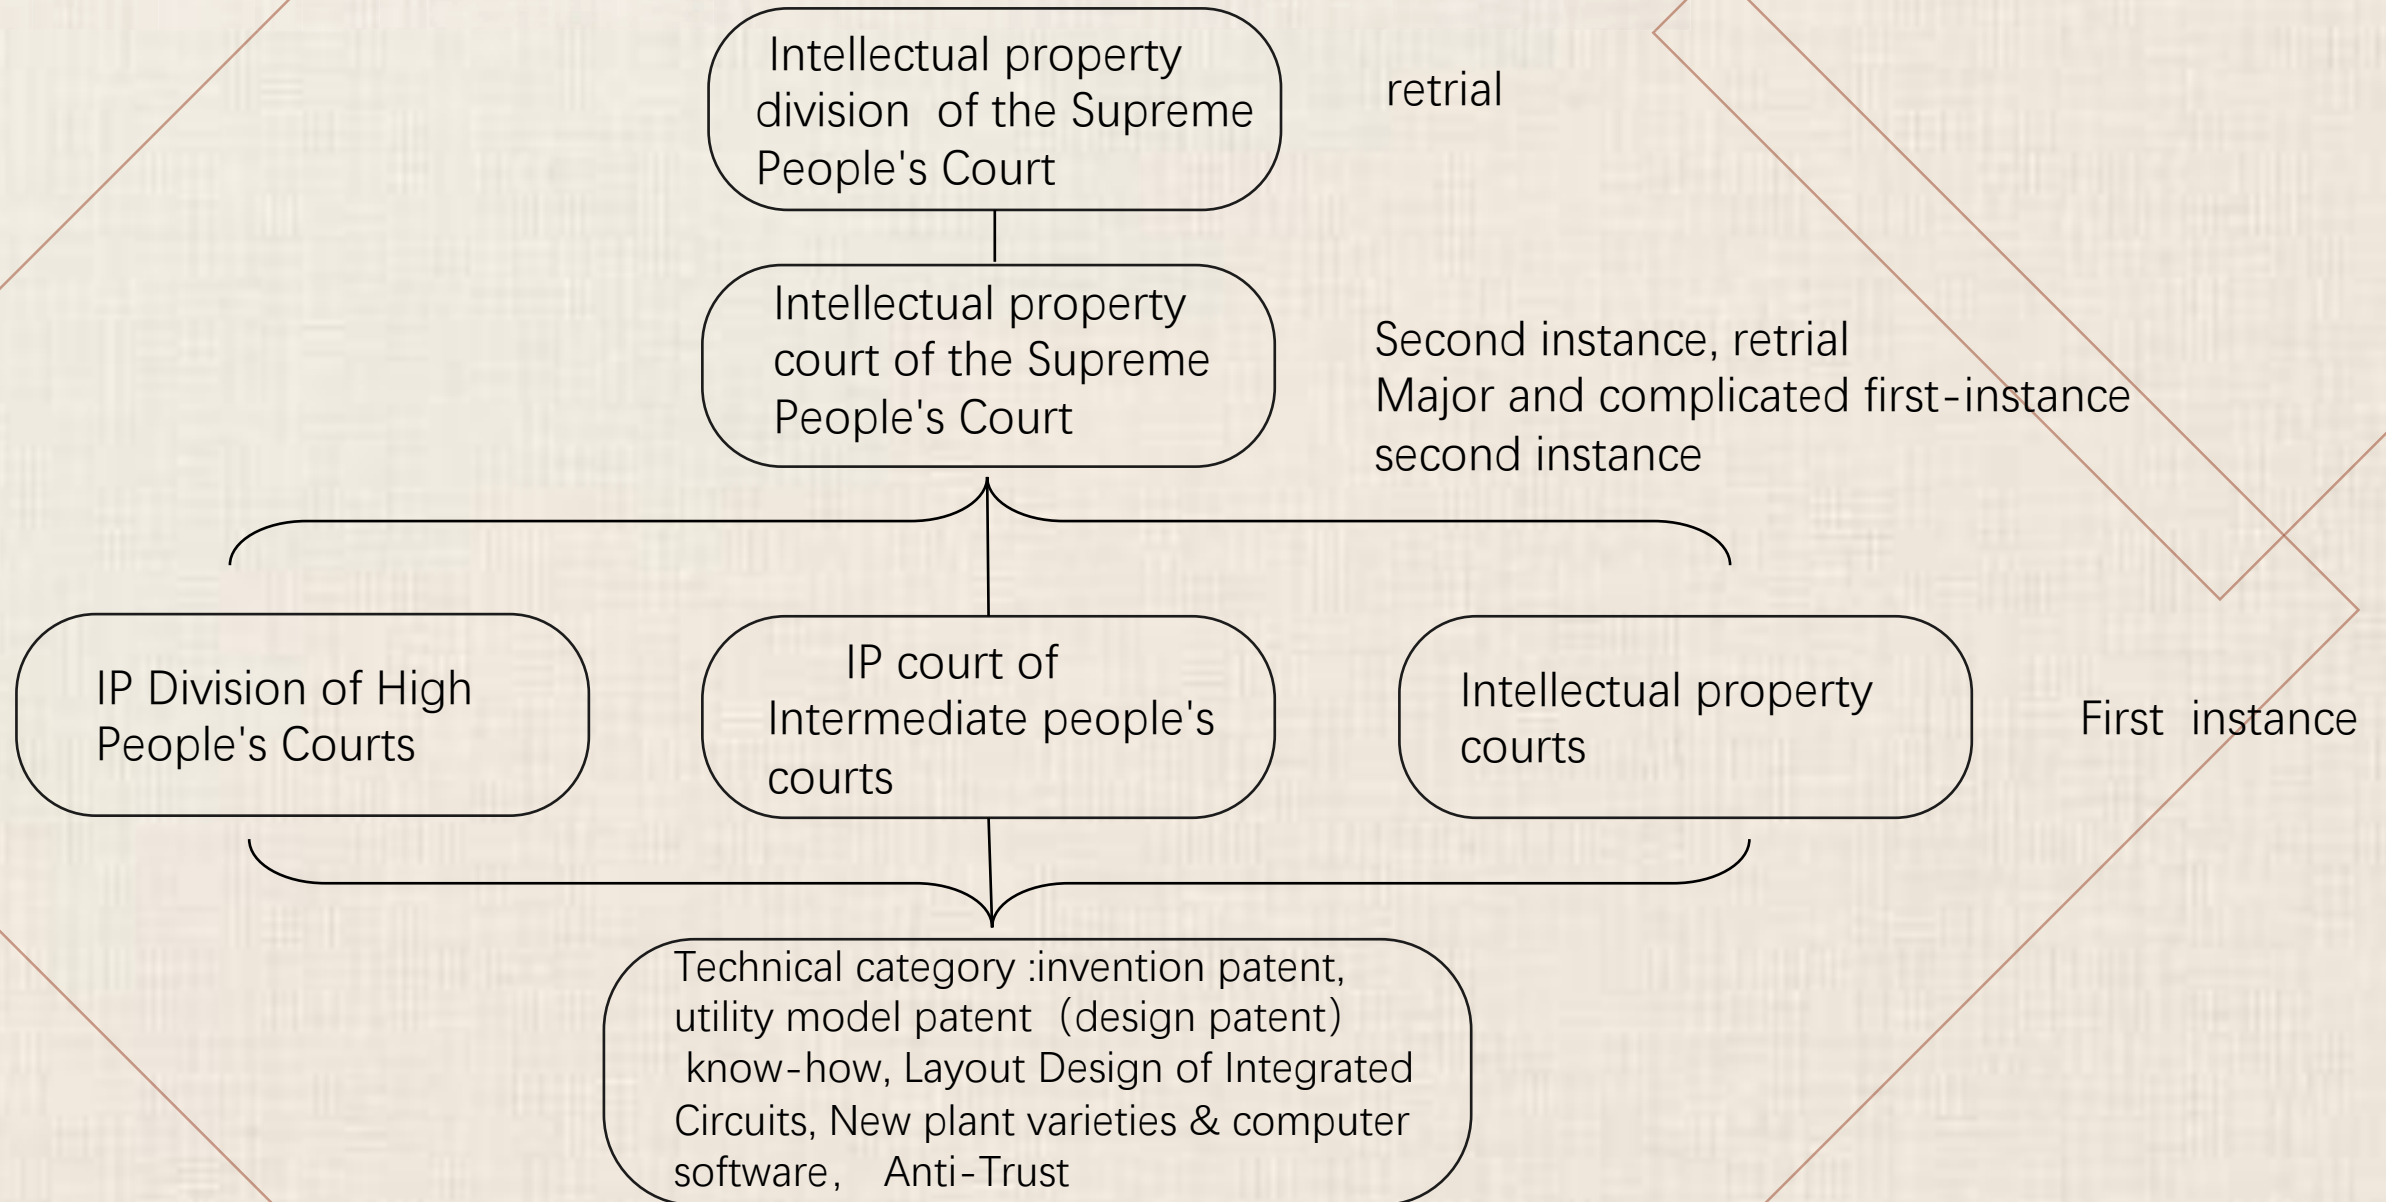 Intellectual property
division of the Supreme
People's Court
retrial
Intellectual property
court of the Supreme
People's Court
Second instance, retrial
Major and complicated first-instance
second instance
IP Division of High
People's Courts
IP court of
Intermediate people's
courts
Intellectual property
courts
First instance
Technical category :invention patent,
utility model patent（design patent）
know-how, Layout Design of Integrated
Circuits, New plant varieties & computer
software， Anti-Trust